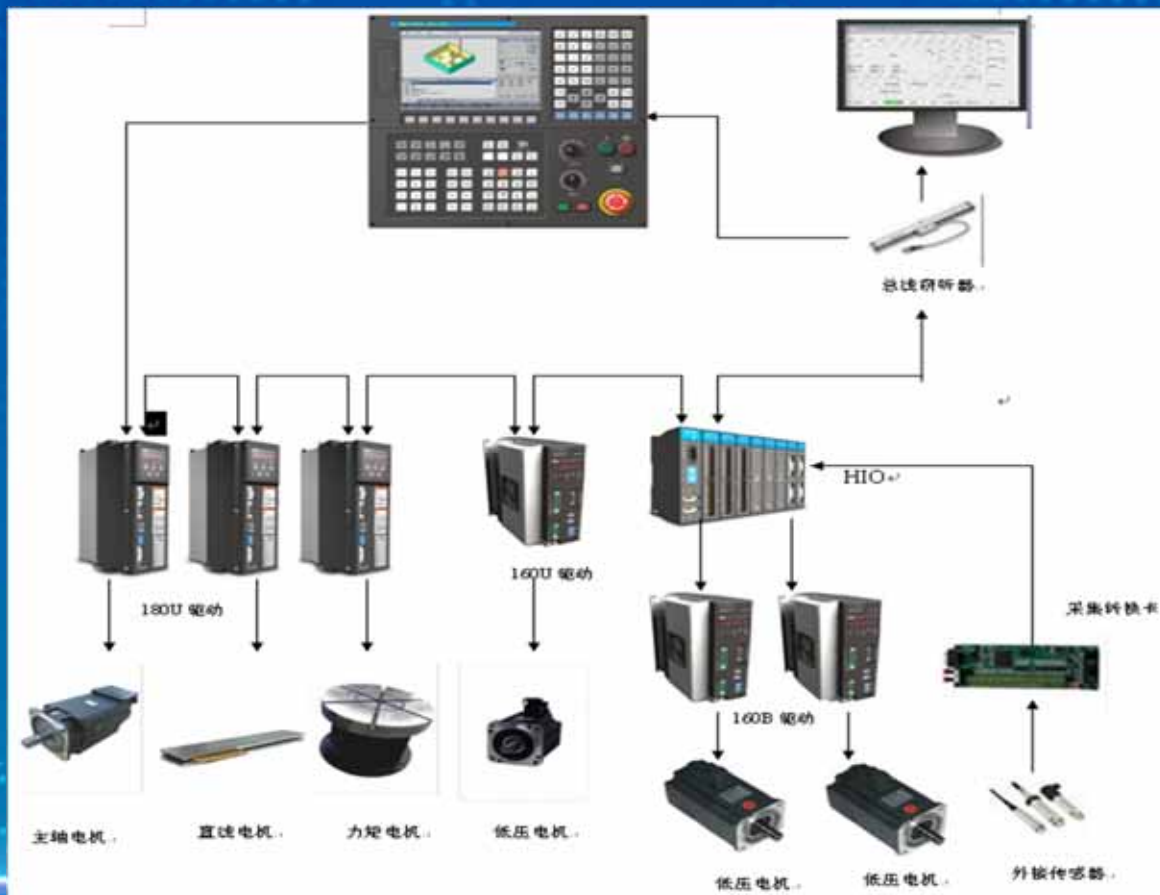 总线窃听器
HIO
160U 驱动
180U 驱动
采集转换卡
160B 驱动
主轴电机
直线电机
力矩电机
低压电机
低压电机
低压电机
外接传感器